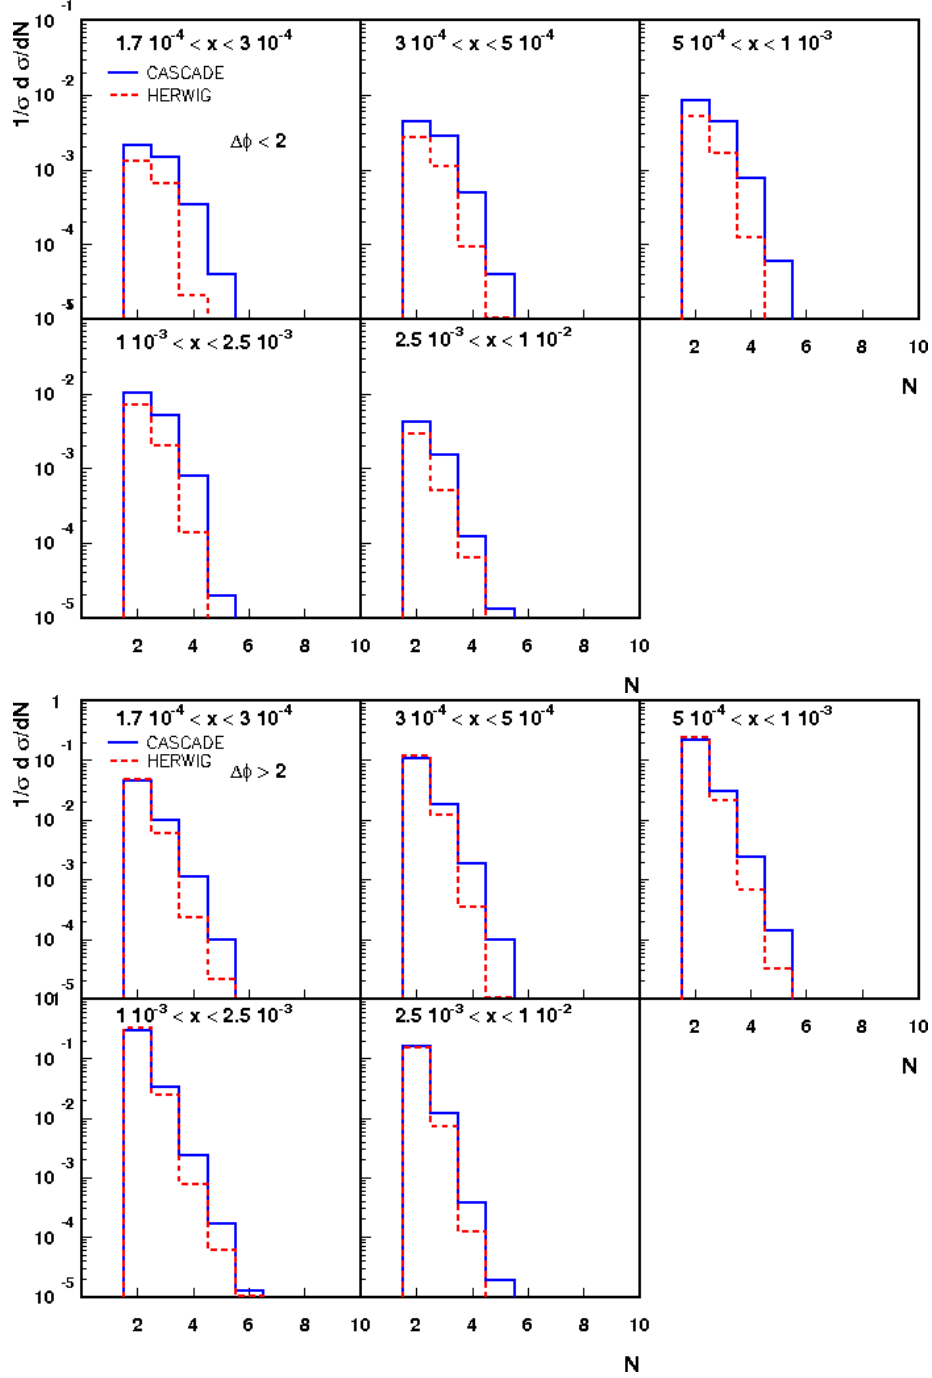 1/σ d σ/dN
10⁻¹
10⁻²
10⁻³
10⁻⁴
10⁻⁵
1.7 10⁻⁴ < x < 3 10⁻⁴
CASCADE
HERWIG
Δϕ < 2
3 10⁻⁴ < x < 5 10⁻⁴
5 10⁻⁴ < x < 1 10⁻³
2 4 6 8 10
N
10⁻²
10⁻³
10⁻⁴
10⁻⁵
1 10⁻³ < x < 2.5 10⁻³
2.5 10⁻³ < x < 1 10⁻²
2 4 6 8 10 2 4 6 8 10
N
1/σ d σ/dN
1
10⁻¹
10⁻²
10⁻³
10⁻⁴
10⁻⁵
1.7 10⁻⁴ < x < 3 10⁻⁴
CASCADE
HERWIG
Δϕ > 2
3 10⁻⁴ < x < 5 10⁻⁴
5 10⁻⁴ < x < 1 10⁻³
2 4 6 8 10
N
1
10⁻¹
10⁻²
10⁻³
10⁻⁴
10⁻⁵
1 10⁻³ < x < 2.5 10⁻³
2.5 10⁻³ < x < 1 10⁻²
2 4 6 8 10 2 4 6 8 10
N